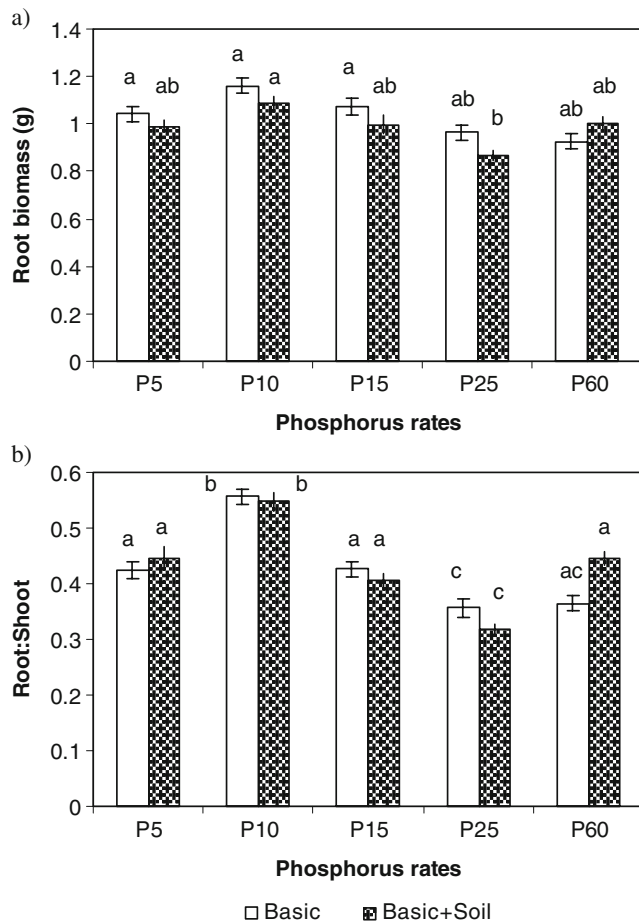 a)
1.4
1.2
1
0.8
0.6
0.4
0.2
0
Root biomass (g)
a ab a a a ab ab b ab ab
P5 P10 P15 P25 P60
Phosphorus rates
b)
0.6
0.5
0.4
0.3
0.2
0.1
0
Root:Shoot
a a b b a a c c ac a
P5 P10 P15 P25 P60
Phosphorus rates
Basic Basic+Soil